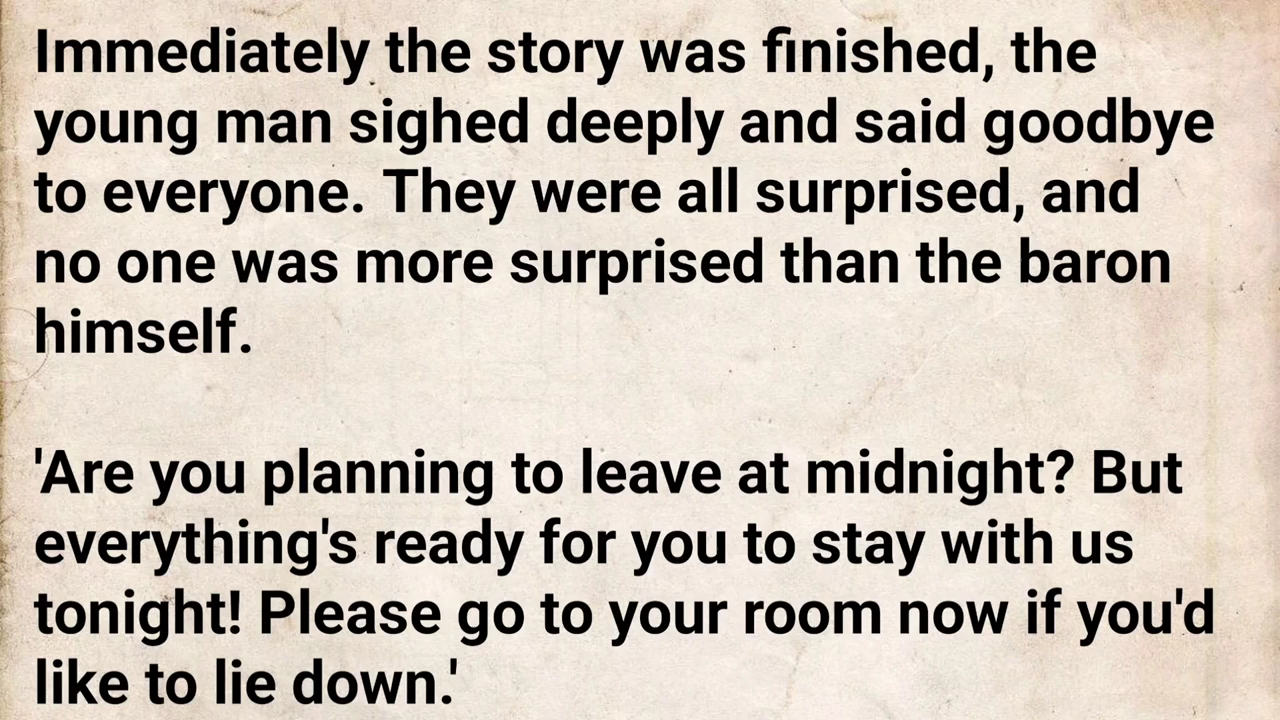 Immediately the story was finished, the
young man sighed deeply and said goodbye
to everyone. They were all surprised, and
no one was more surprised than the baron
himself.
'Are you planning to leave at midnight? But
everything's ready for you to stay with us
tonight! Please go to your room now if you'd
like to lie down.'